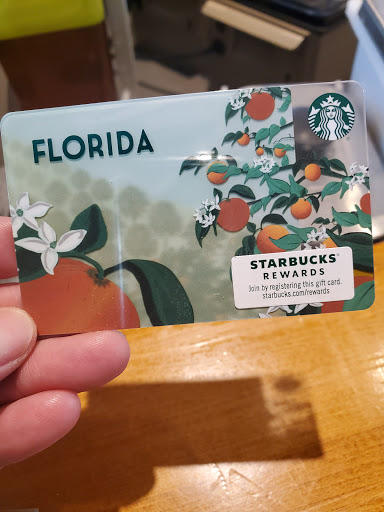 FLORIDA
STARBUCKS®
REWARDS
Join by registering this gift card.
starbucks.com/rewards